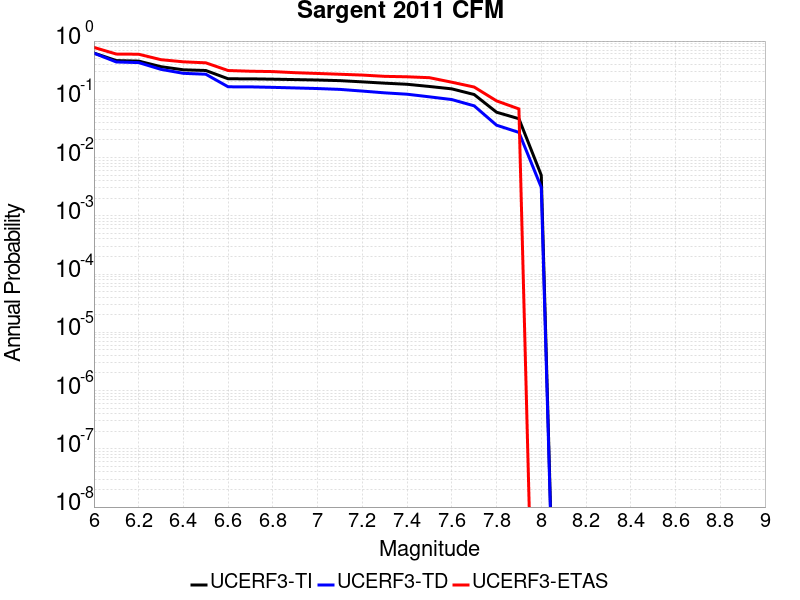 Sargent 2011 CFM
10^0
10^-1
10^-2
10^-3
10^-4
10^-5
10^-6
10^-7
10^-8
Annual Probability
6 6.2 6.4 6.6 6.8 7 7.2 7.4 7.6 7.8 8 8.2 8.4 8.6 8.8 9
Magnitude
UCERF3-TI UCERF3-TD UCERF3-ETAS